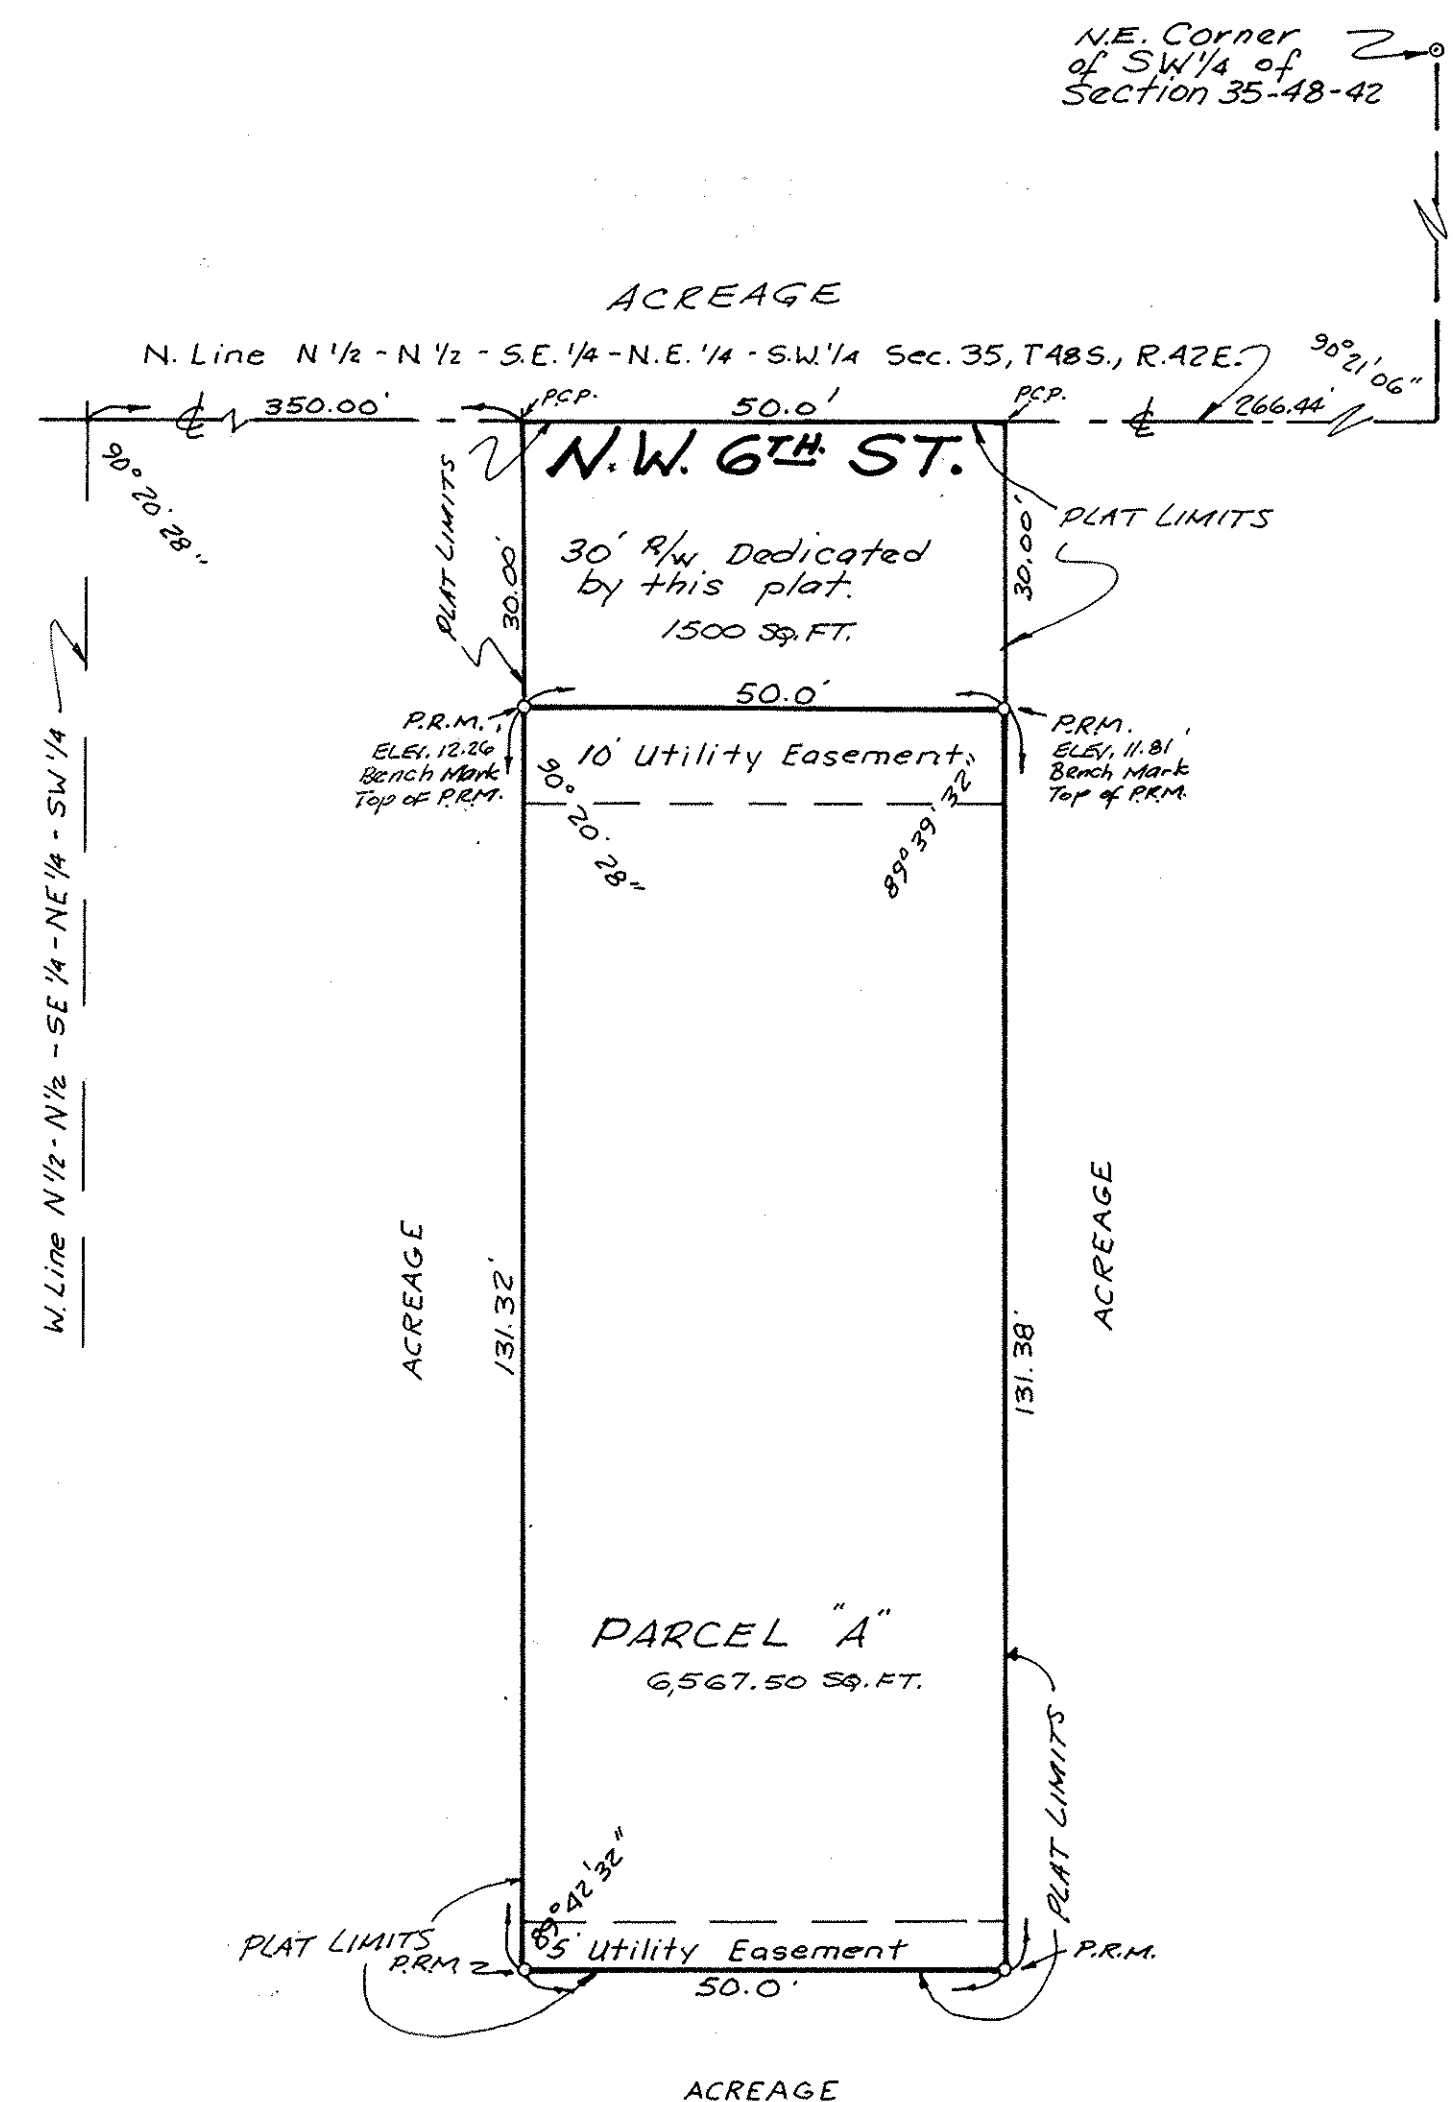 N.E. Corner
of SW 1/4 of
Section 35-48-42
ACREAGE
N. Line N 1/2 - N 1/2 - S.E. 1/4 - N.E. 1/4 - S.W. 1/4 Sec. 35, T48S., R.42E.
90° 21' 06"
350.00'
P.C.P.
50.0'
P.C.P.
266.44'
90° 20' 28"
N.W. 6TH. ST.
PLAT LIMITS
PLAT LIMITS
30.00'
30.00'
30' R/W Dedicated
by this plat.
1500 SQ. FT.
50.0'
P.R.M.
ELEV. 12.26
Bench Mark
Top of P.R.M.
10' Utility Easement
P.R.M.
ELEV. 11.81
Bench Mark
Top of P.R.M.
90° 20' 28"
89° 39' 32"
W. Line N 1/2 - N 1/2 - SE 1/4 - NE 1/4 - SW 1/4
ACREAGE
131.32'
131.38'
ACREAGE
PARCEL "A"
6,567.50 SQ. FT.
PLAT LIMITS
89° 42' 32"
PLAT LIMITS
P.R.M.
5' Utility Easement
P.R.M.
50.0'
ACREAGE